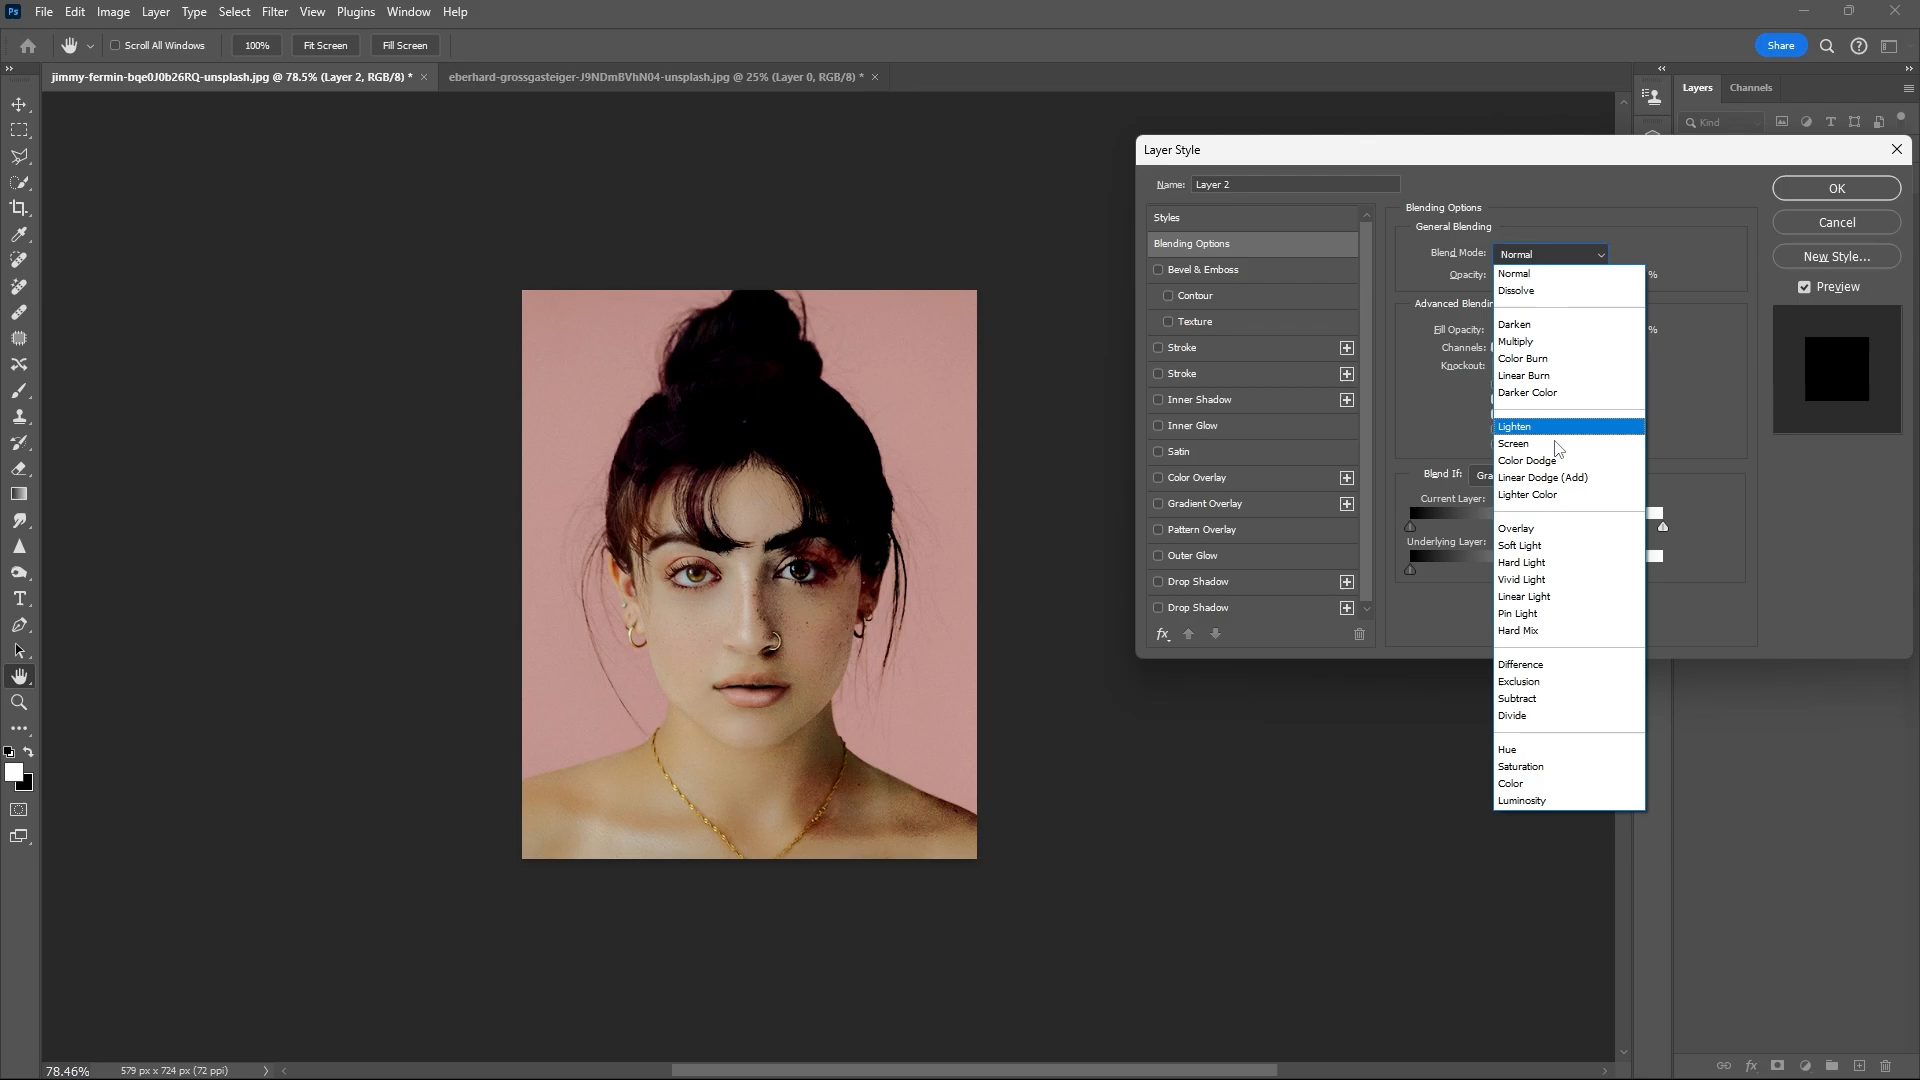 Ps File Edit Image Layer Type Select Filter View Plugins Window Help
Scroll All Windows 100% Fit Screen Fill Screen Share
jimmy-fermin-bqe0J0b26RQ-unsplash.jpg @ 78.5% (Layer 2, RGB/8) * eberhard-grossgasteiger-J9NDmBVhN04-unsplash.jpg @ 25% (Layer 0, RGB/8) *
Layers Channels
Kind
Layer Style
Name: Layer 2
Styles
Blending Options
Bevel & Emboss
Contour
Texture
Stroke
Stroke
Inner Shadow
Inner Glow
Satin
Color Overlay
Gradient Overlay
Pattern Overlay
Outer Glow
Drop Shadow
Drop Shadow
fx
Blending Options
General Blending
Blend Mode: Normal
Opacity: %
Advanced Blendin
Fill Opacity: %
Channels:
Knockout:
Blend If: Gra
Current Layer:
Underlying Layer:
Normal
Dissolve
Darken
Multiply
Color Burn
Linear Burn
Darker Color
Lighten
Screen
Color Dodge
Linear Dodge (Add)
Lighter Color
Overlay
Soft Light
Hard Light
Vivid Light
Linear Light
Pin Light
Hard Mix
Difference
Exclusion
Subtract
Divide
Hue
Saturation
Color
Luminosity
OK
Cancel
New Style...
Preview
78.46% 579 px x 724 px (72 ppi)
fx